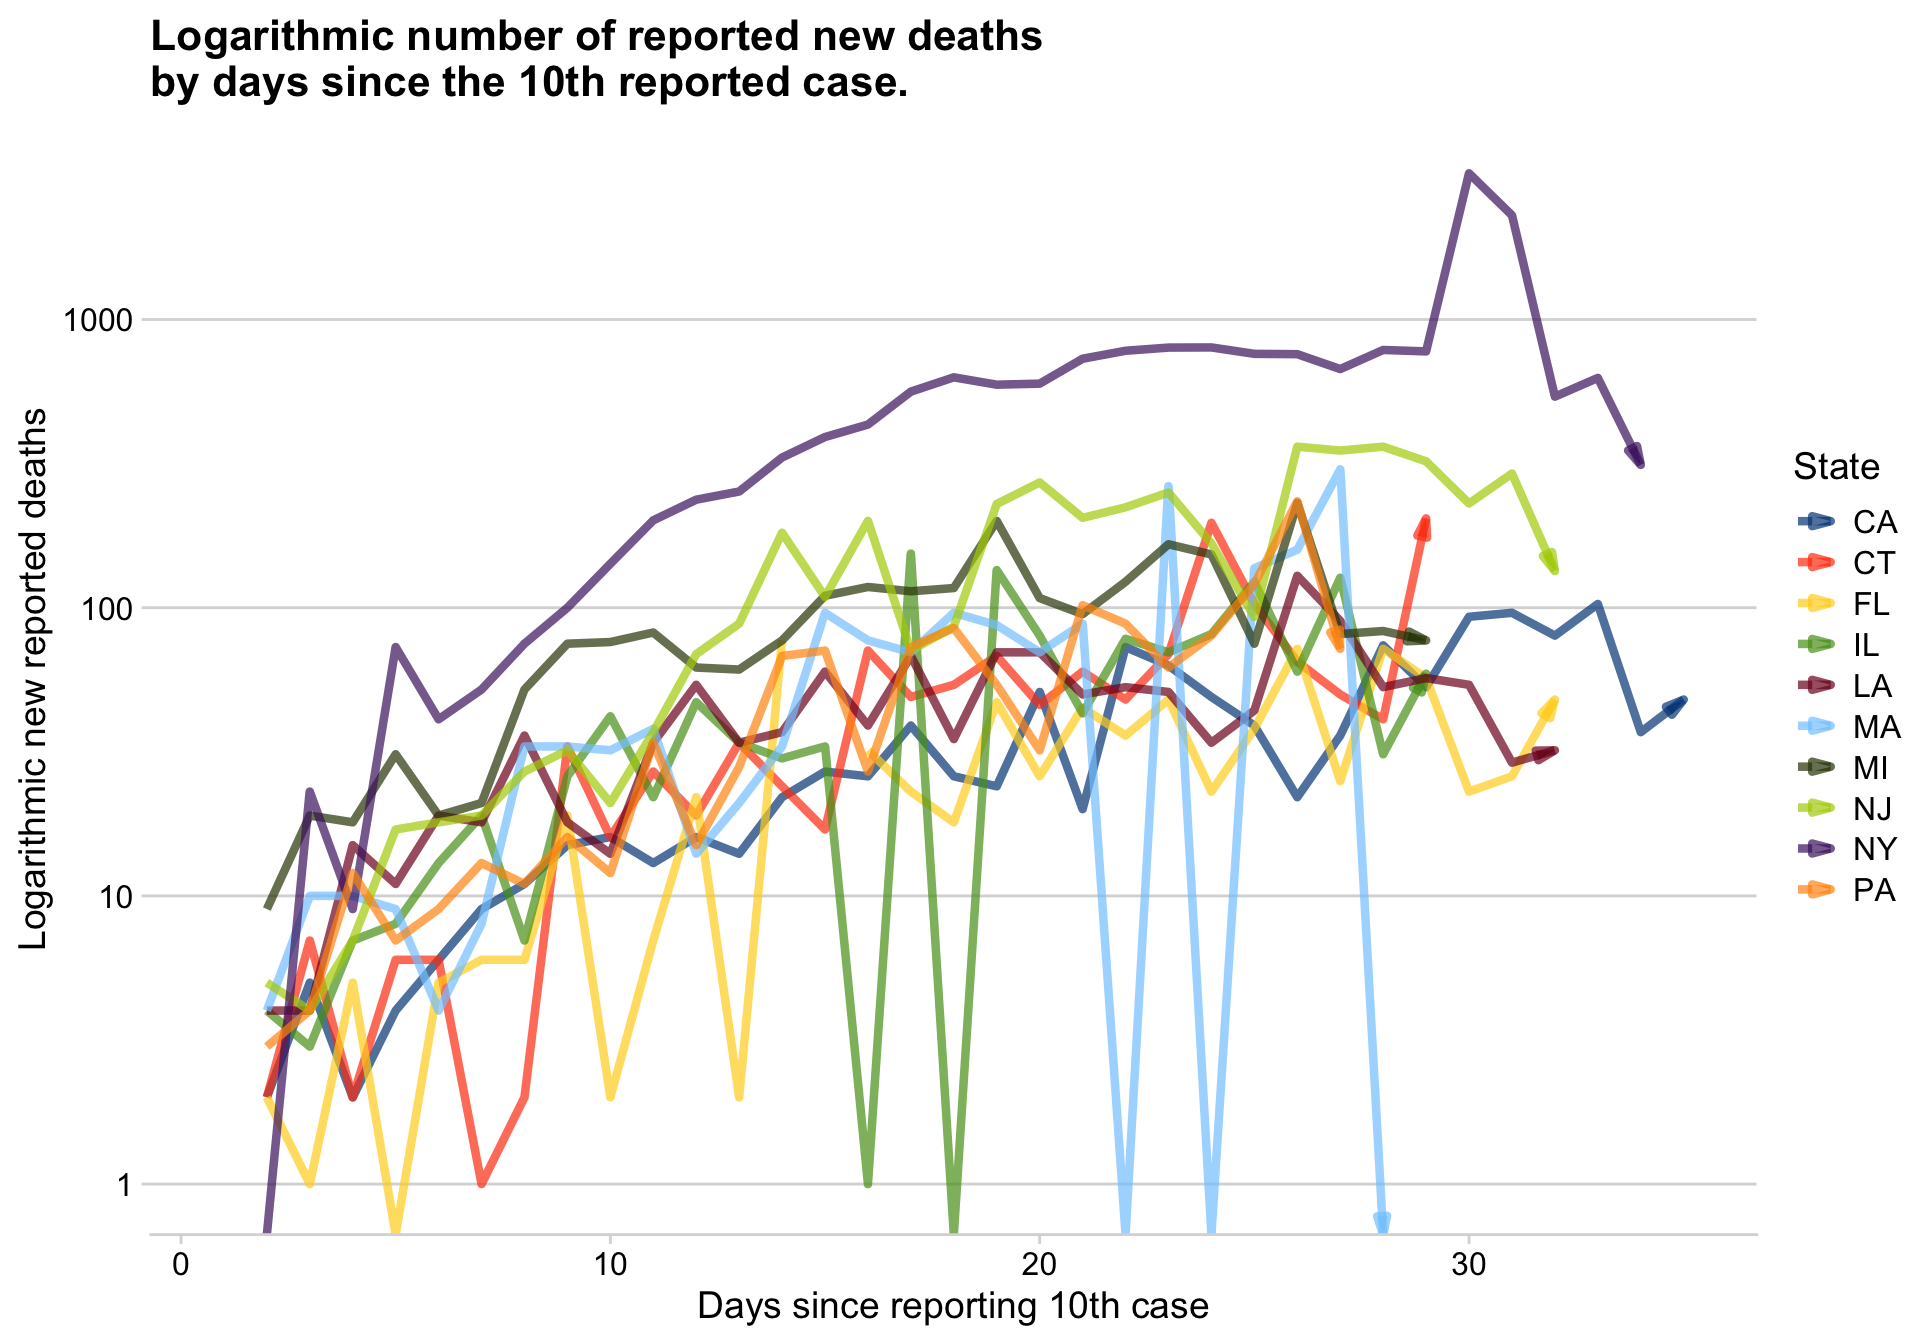 Logarithmic number of reported new deaths
by days since the 10th reported case.
1000
100
10
1
Logarithmic new reported deaths
0
10
20
30
Days since reporting 10th case
State
CA
CT
FL
IL
LA
MA
MI
NJ
NY
PA